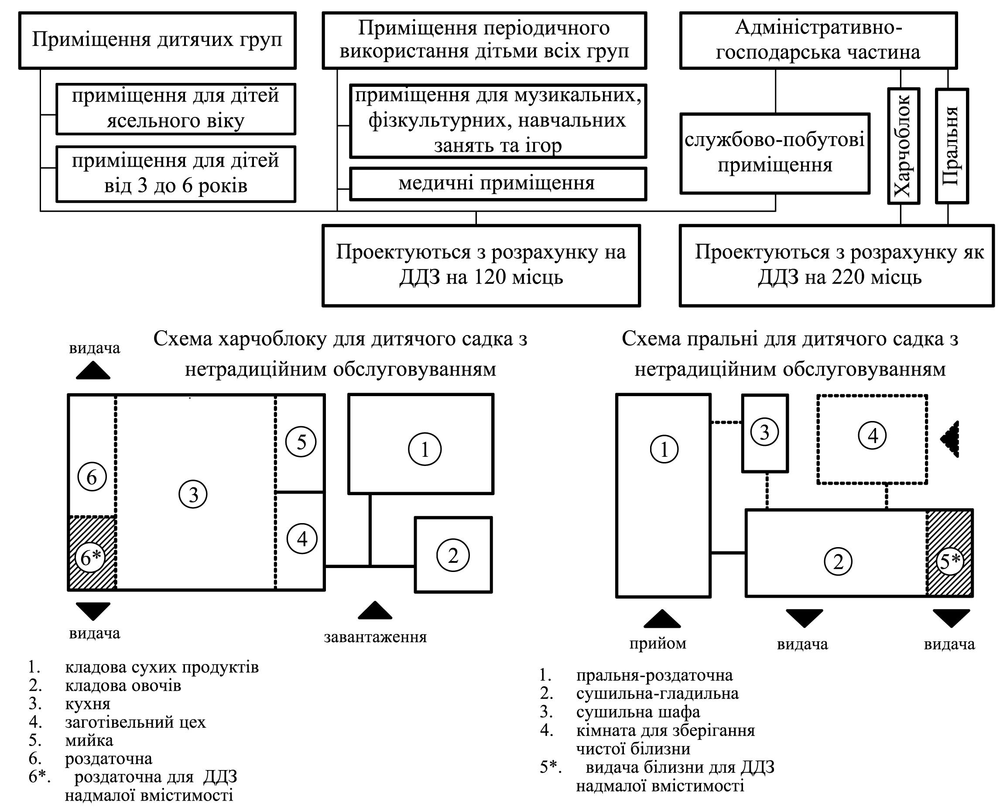 Приміщення дитячих груп
приміщення для дітей
ясельного віку
приміщення для дітей
від 3 до 6 років
Приміщення періодичного
використання дітьми всіх груп
приміщення для музикальних,
фізкультурних, навчальних
занять та ігор
медичні приміщення
Адміністративно-
господарська частина
службово-побутові
приміщення
Харчоблок
Пральня
Проектуються з розрахунку на
ДДЗ на 120 місць
Проектуються з розрахунку як
ДДЗ на 220 місць
Схема харчоблоку для дитячого садка з
нетрадиційним обслуговуванням
видача
6
6*
3
5
4
1
2
видача
завантаження
1. кладова сухих продуктів
2. кладова овочів
3. кухня
4. заготівельний цех
5. мийка
6. роздаточна
6*. роздаточна для ДДЗ
надмалої вмістимості
Схема пральні для дитячого садка з
нетрадиційним обслуговуванням
1
3
4
2
5*
прийом
видача
видача
1. пральня-роздаточна
2. сушильна-гладильна
3. сушильна шафа
4. кімната для зберігання
чистої білизни
5*. видача білизни для ДДЗ
надмалої вмістимості